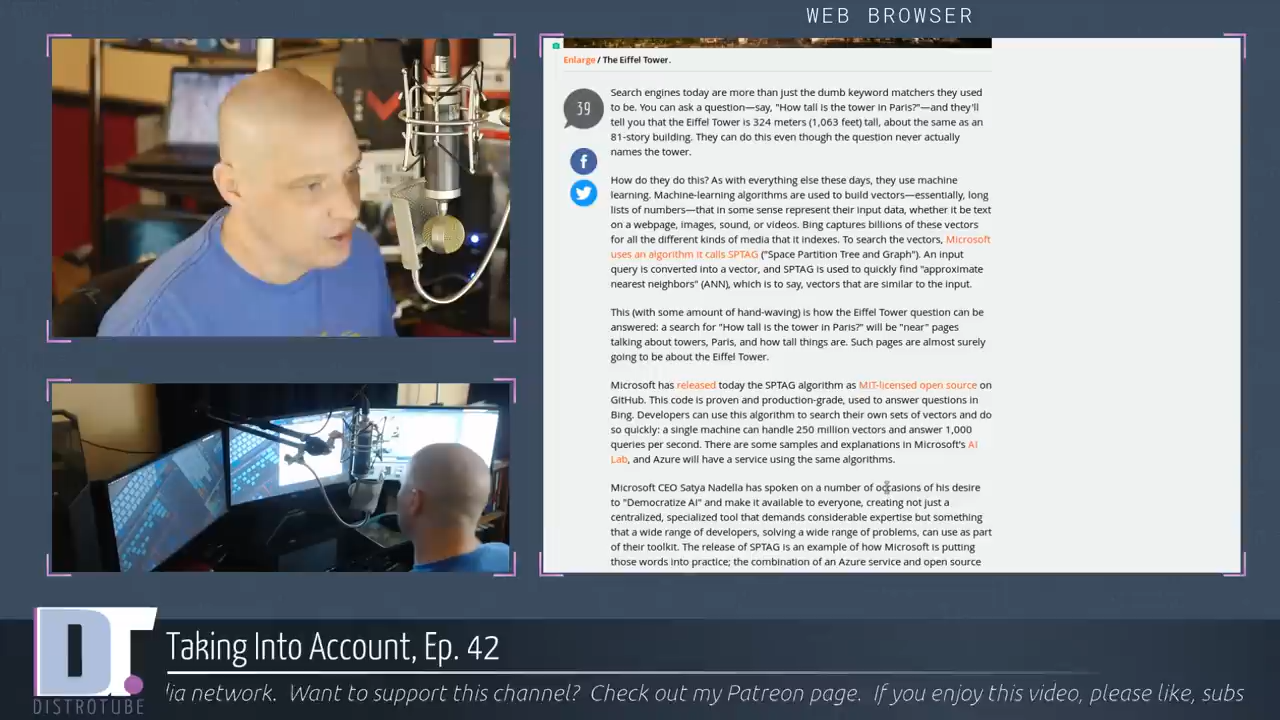 WEB BROWSER
Enlarge / The Eiffel Tower.
39
Search engines today are more than just the dumb keyword matchers they used
to be. You can ask a question—say, "How tall is the tower in Paris?"—and they'll
tell you that the Eiffel Tower is 324 meters (1,063 feet) tall, about the same as an
81-story building. They can do this even though the question never actually
names the tower.
How do they do this? As with everything else these days, they use machine
learning. Machine-learning algorithms are used to build vectors—essentially, long
lists of numbers—that in some sense represent their input data, whether it be text
on a webpage, images, sound, or videos. Bing captures billions of these vectors
for all the different kinds of media that it indexes. To search the vectors, Microsoft
uses an algorithm it calls SPTAG ("Space Partition Tree and Graph"). An input
query is converted into a vector, and SPTAG is used to quickly find "approximate
nearest neighbors" (ANN), which is to say, vectors that are similar to the input.
This (with some amount of hand-waving) is how the Eiffel Tower question can be
answered: a search for "How tall is the tower in Paris?" will be "near" pages
talking about towers, Paris, and how tall things are. Such pages are almost surely
going to be about the Eiffel Tower.
Microsoft has released today the SPTAG algorithm as MIT-licensed open source on
GitHub. This code is proven and production-grade, used to answer questions in
Bing. Developers can use this algorithm to search their own sets of vectors and do
so quickly: a single machine can handle 250 million vectors and answer 1,000
queries per second. There are some samples and explanations in Microsoft's AI
Lab, and Azure will have a service using the same algorithms.
Microsoft CEO Satya Nadella has spoken on a number of occasions of his desire
to "Democratize AI" and make it available to everyone, creating not just a
centralized, specialized tool that demands considerable expertise but something
that a wide range of developers, solving a wide range of problems, can use as part
of their toolkit. The release of SPTAG is an example of how Microsoft is putting
those words into practice; the combination of an Azure service and open source
DT
DISTROTUBE
Taking Into Account, Ep. 42
lia network. Want to support this channel? Check out my Patreon page. If you enjoy this video, please like, subs